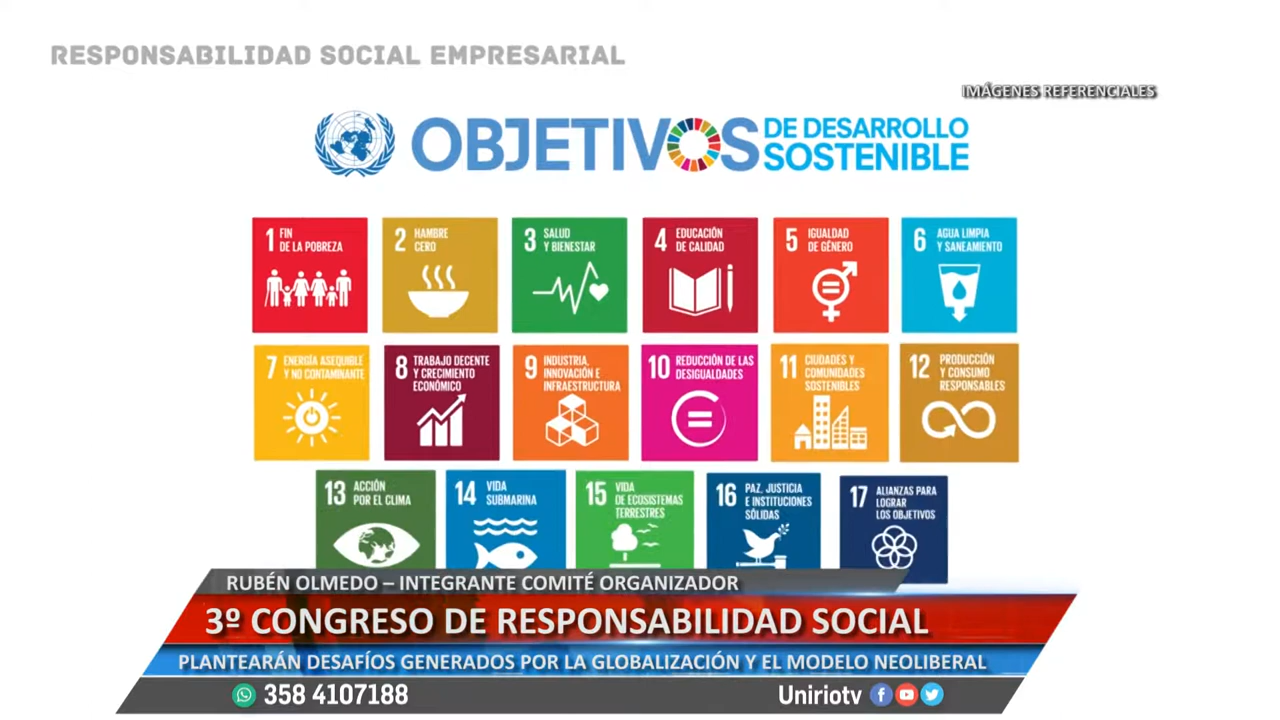 RESPONSABILIDAD SOCIAL EMPRESARIAL
IMÁGENES REFERENCIALES
OBJETIVOS
DE DESARROLLO
SOSTENIBLE
1 FIN
DE LA POBREZA
2 HAMBRE
CERO
3 SALUD
Y BIENESTAR
4 EDUCACIÓN
DE CALIDAD
5 IGUALDAD
DE GÉNERO
6 AGUA LIMPIA
Y SANEAMIENTO
7 ENERGÍA ASEQUIBLE
Y NO CONTAMINANTE
8 TRABAJO DECENTE
Y CRECIMIENTO
ECONÓMICO
9 INDUSTRIA,
INNOVACIÓN E
INFRAESTRUCTURA
10 REDUCCIÓN DE LAS
DESIGUALDADES
11 CIUDADES Y
COMUNIDADES
SOSTENIBLES
12 PRODUCCIÓN
Y CONSUMO
RESPONSABLES
13 ACCIÓN
POR EL CLIMA
14 VIDA
SUBMARINA
15 VIDA
DE ECOSISTEMAS
TERRESTRES
16 PAZ, JUSTICIA
E INSTITUCIONES
SÓLIDAS
17 ALIANZAS PARA
LOGRAR
LOS OBJETIVOS
RUBÉN OLMEDO – INTEGRANTE COMITÉ ORGANIZADOR
3º CONGRESO DE RESPONSABILIDAD SOCIAL
PLANTEARÁN DESAFÍOS GENERADOS POR LA GLOBALIZACIÓN Y EL MODELO NEOLIBERAL
358 4107188
Uniriotv